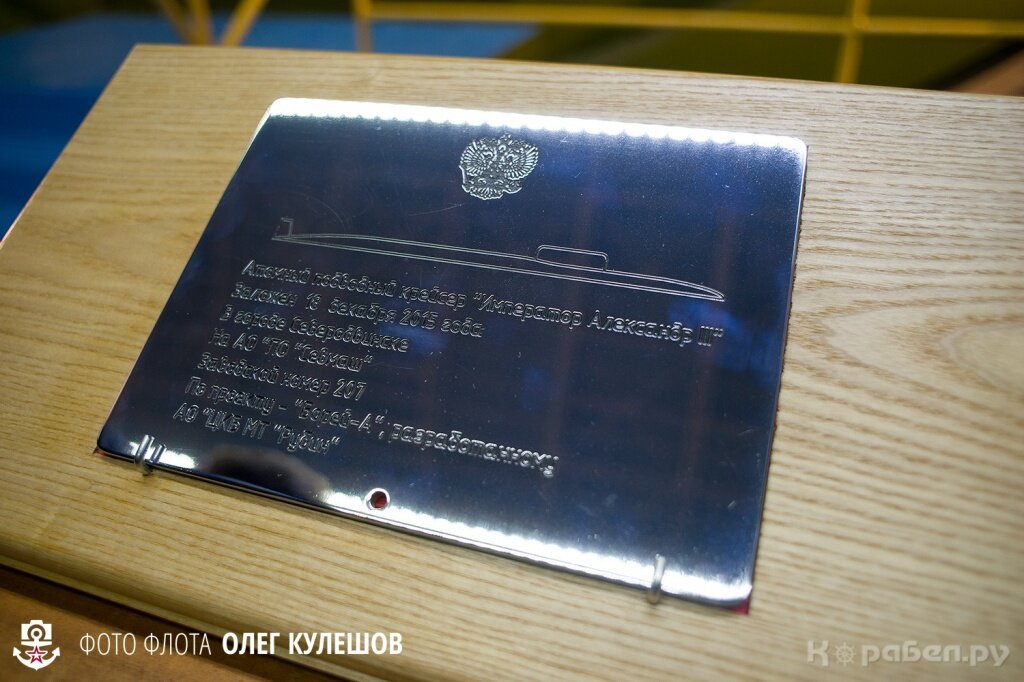 Атомный подводный крейсер "Император Александр III"
Заложен 18 декабря 2015 года
В городе Северодвинске
На АО "ПО "Севмаш"
Заводской номер 207
По проекту - "Борей-А", разработанному
АО "ЦКБ МТ "Рубин"
ФОТО ФЛОТА ОЛЕГ КУЛЕШОВ
Корабел.ру